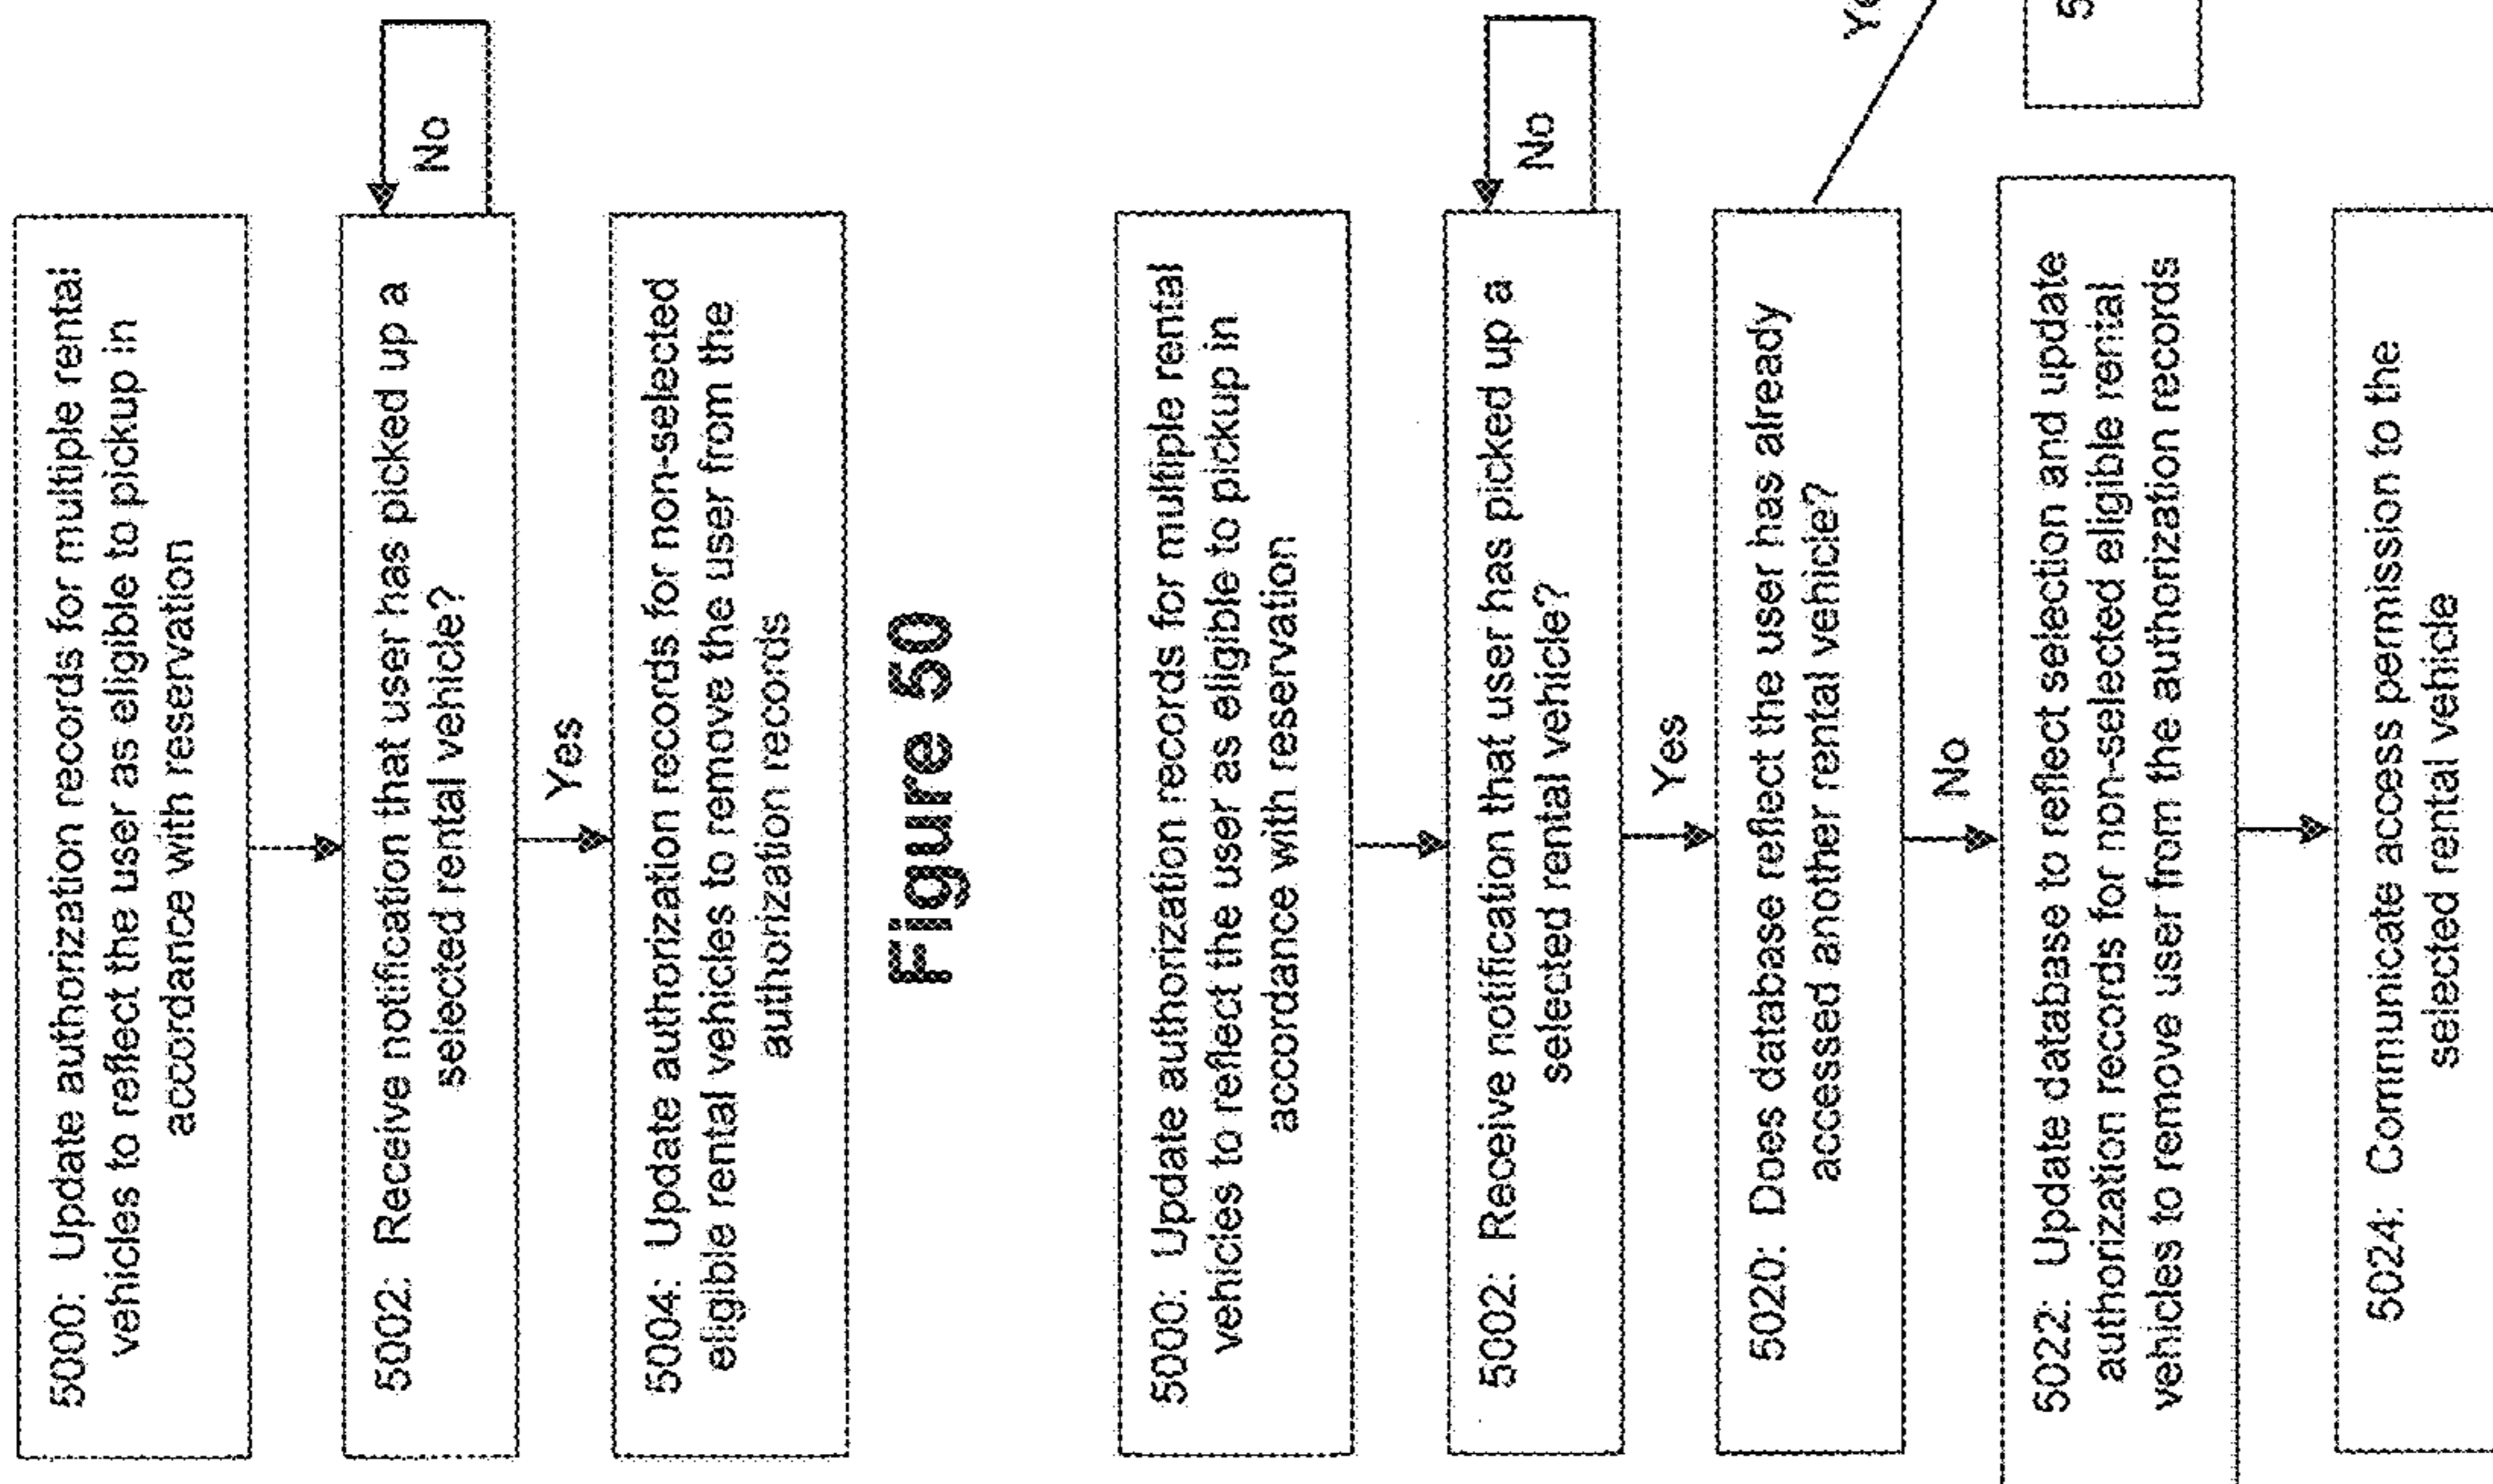 5000: Update authorization records for multiple rental
vehicles to reflect the user as eligible to pickup in
accordance with reservation
5002: Receive notification that user has picked up a
selected rental vehicle?
No
Yes
5004: Update authorization records for non-selected
eligible rental vehicles to remove the user from the
authorization records
Figure 50
5000: Update authorization records for multiple rental
vehicles to reflect the user as eligible to pickup in
accordance with reservation
5002: Receive notification that user has picked up a
selected rental vehicle?
No
Yes
5020: Does database reflect the user has already
accessed another rental vehicle?
No
5022: Update database to reflect selection and update
authorization records for non-selected eligible rental
vehicles to remove user from the authorization records
5024: Communicate access permission to the
selected rental vehicle